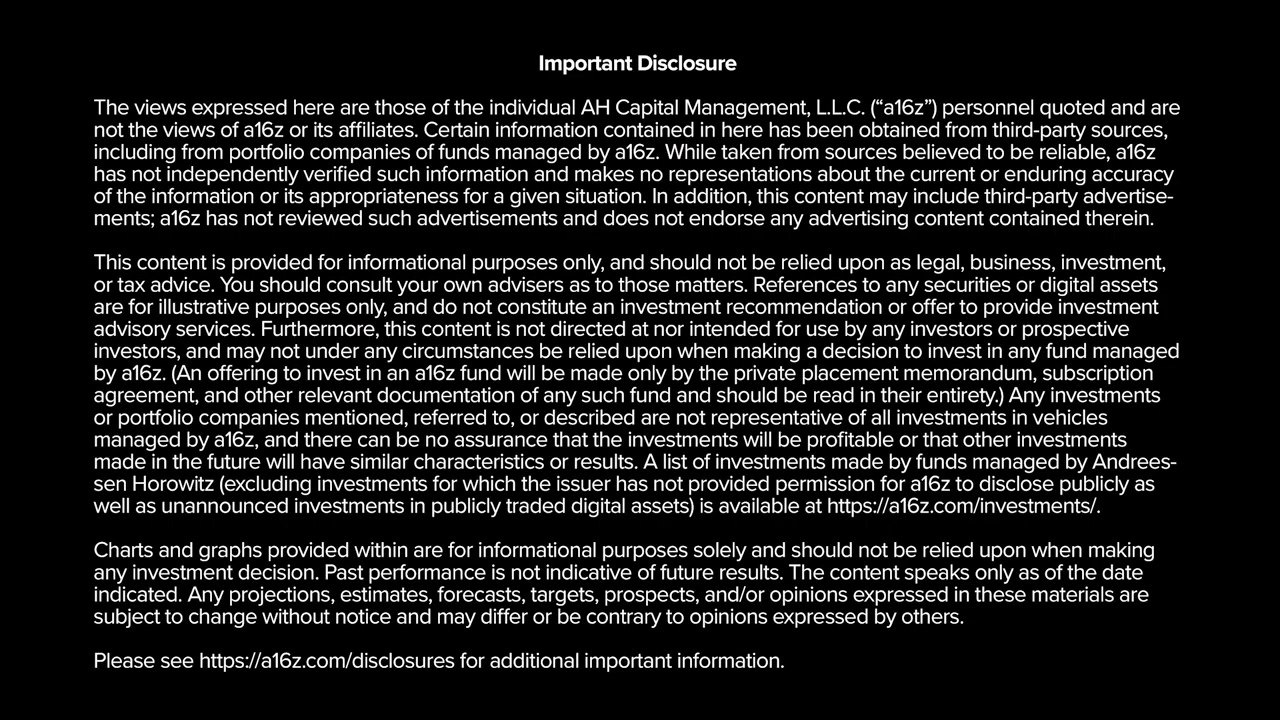 Important Disclosure
The views expressed here are those of the individual AH Capital Management, L.L.C. (“a16z”) personnel quoted and are
not the views of a16z or its affiliates. Certain information contained in here has been obtained from third-party sources,
including from portfolio companies of funds managed by a16z. While taken from sources believed to be reliable, a16z
has not independently verified such information and makes no representations about the current or enduring accuracy
of the information or its appropriateness for a given situation. In addition, this content may include third-party advertise-
ments; a16z has not reviewed such advertisements and does not endorse any advertising content contained therein.
This content is provided for informational purposes only, and should not be relied upon as legal, business, investment,
or tax advice. You should consult your own advisers as to those matters. References to any securities or digital assets
are for illustrative purposes only, and do not constitute an investment recommendation or offer to provide investment
advisory services. Furthermore, this content is not directed at nor intended for use by any investors or prospective
investors, and may not under any circumstances be relied upon when making a decision to invest in any fund managed
by a16z. (An offering to invest in an a16z fund will be made only by the private placement memorandum, subscription
agreement, and other relevant documentation of any such fund and should be read in their entirety.) Any investments
or portfolio companies mentioned, referred to, or described are not representative of all investments in vehicles
managed by a16z, and there can be no assurance that the investments will be profitable or that other investments
made in the future will have similar characteristics or results. A list of investments made by funds managed by Andrees-
sen Horowitz (excluding investments for which the issuer has not provided permission for a16z to disclose publicly as
well as unannounced investments in publicly traded digital assets) is available at https://a16z.com/investments/.
Charts and graphs provided within are for informational purposes solely and should not be relied upon when making
any investment decision. Past performance is not indicative of future results. The content speaks only as of the date
indicated. Any projections, estimates, forecasts, targets, prospects, and/or opinions expressed in these materials are
subject to change without notice and may differ or be contrary to opinions expressed by others.
Please see https://a16z.com/disclosures for additional important information.